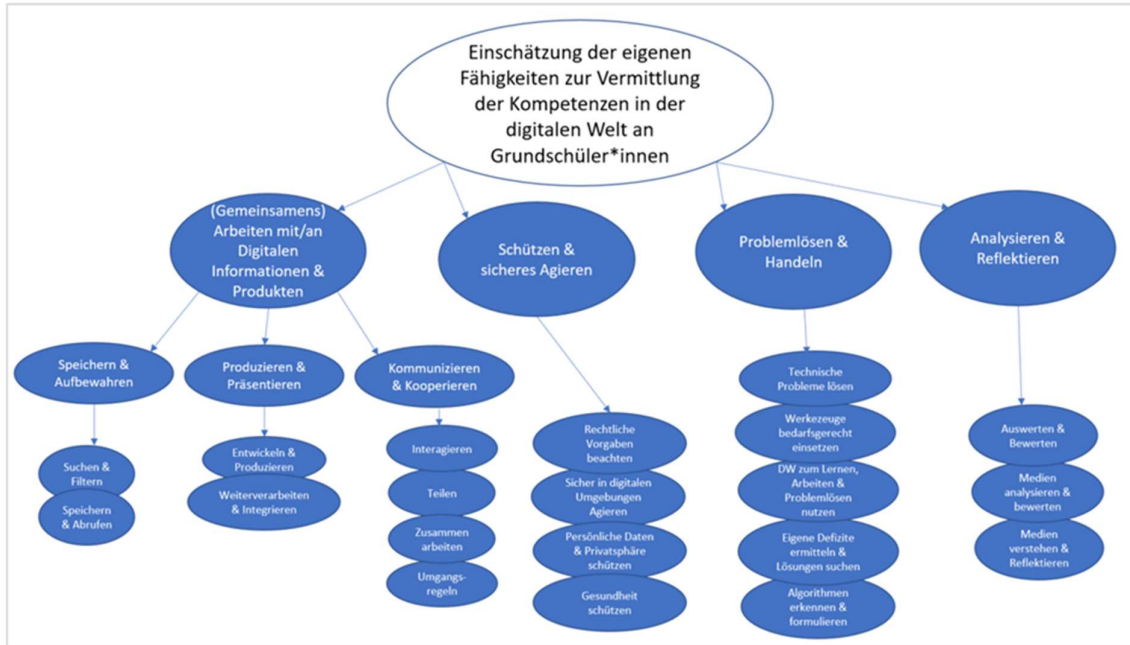 Einschätzung der eigenen
Fähigkeiten zur Vermittlung
der Kompetenzen in der
digitalen Welt an
Grundschüler*innen
(Gemeinsamens)
Arbeiten mit/an
Digitalen
Informationen &
Produkten
Schützen &
sicheres Agieren
Problemlösen &
Handeln
Analysieren &
Reflektieren
Speichern &
Aufbewahren
Produzieren &
Präsentieren
Kommunizieren
& Kooperieren
Suchen &
Filtern
Speichern
& Abrufen
Entwickeln &
Produzieren
Weiterverarbeiten
& Integrieren
Interagieren
Teilen
Zusammen
arbeiten
Umgangs-
regeln
Rechtliche
Vorgaben
beachten
Sicher in digitalen
Umgebungen
Agieren
Persönliche Daten
& Privatsphäre
schützen
Gesundheit
schützen
Technische
Probleme lösen
Werkezeuge
bedarfsgerecht
einsetzen
DW zum Lernen,
Arbeiten &
Problemlösen
nutzen
Eigene Defizite
ermitteln &
Lösungen suchen
Algorithmen
erkennen &
formulieren
Auswerten &
Bewerten
Medien
analysieren &
bewerten
Medien
verstehen &
Reflektieren